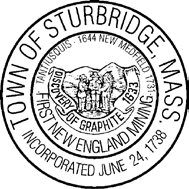 TOWN OF STURBRIDGE, MASS.
INCORPORATED JUNE 24, 1738
TANTIUSQUIS - 1644 NEW MEDFIELD 1731
FIRST NEW ENGLAND MINING
DISCOVERY OF GRAPHITE 1633